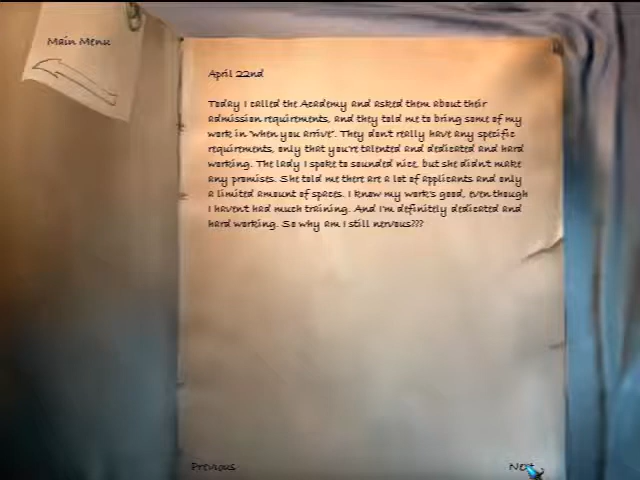 Main Menu
April 22nd
Today I called the Academy and asked them about their
admission requirements, and they told me to bring some of my
work in "when you arrive". They don't really have any specific
requirements, only that you're talented and dedicated and hard
working. The lady I spoke to sounded nice, but she didn't make
any promises. She told me there are a lot of applicants and only
a limited amount of spaces. I know my work's good, even though
I haven't had much training. And I'm definitely dedicated and
hard working. So why am I still nervous???
Previous
Next